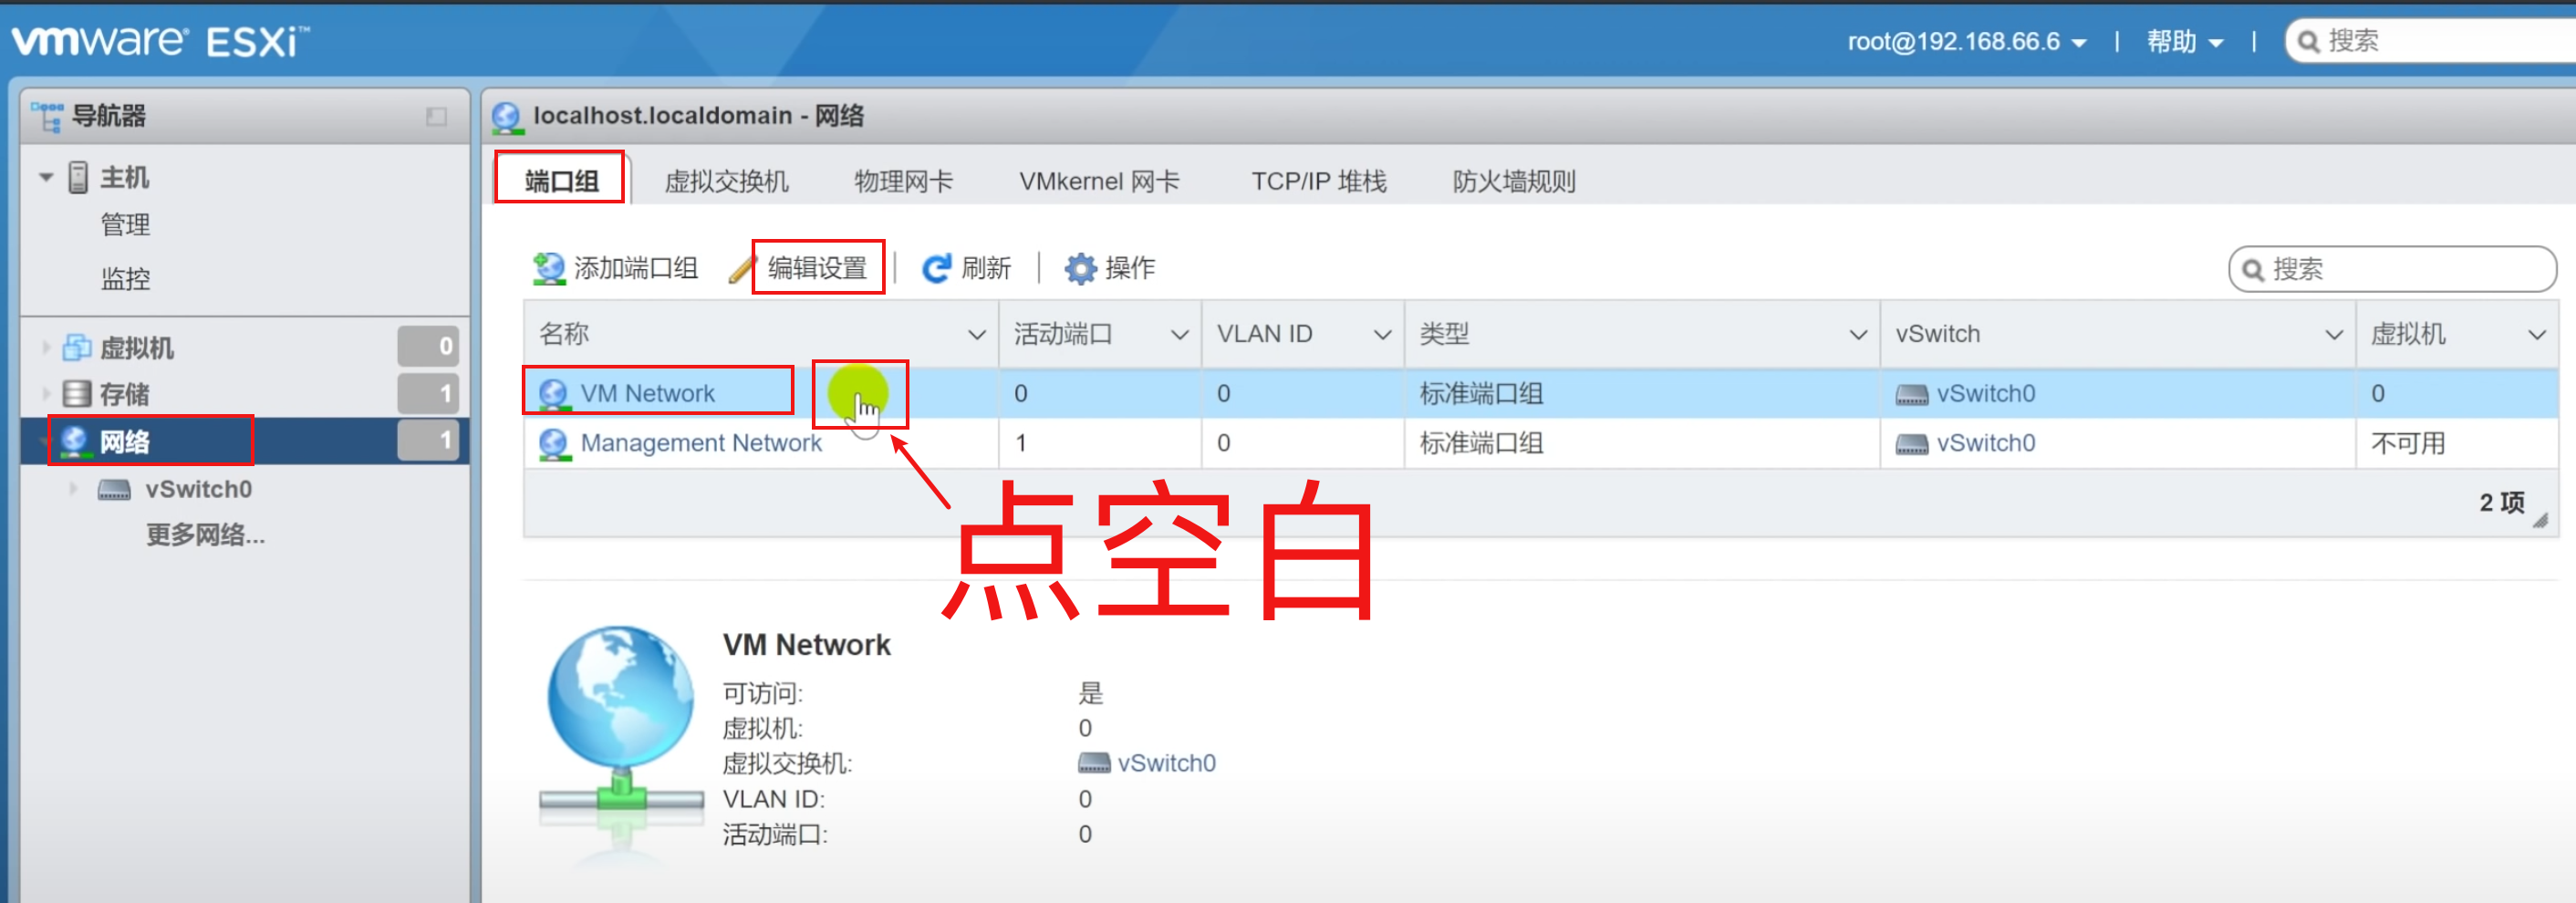 vmware® ESXi™
root@192.168.66.6 | 帮助 | 搜索
导航器
主机
管理
监控
虚拟机 0
存储 1
网络 1
vSwitch0
更多网络...
localhost.localdomain - 网络
端口组 虚拟交换机 物理网卡 VMkernel 网卡 TCP/IP 堆栈 防火墙规则
添加端口组 编辑设置 | 刷新 | 操作 搜索
名称 活动端口 VLAN ID 类型 vSwitch 虚拟机
VM Network 0 0 标准端口组 vSwitch0 0
Management Network 1 0 标准端口组 vSwitch0 不可用
2 项
点空白
VM Network
可访问: 是
虚拟机: 0
虚拟交换机: vSwitch0
VLAN ID: 0
活动端口: 0